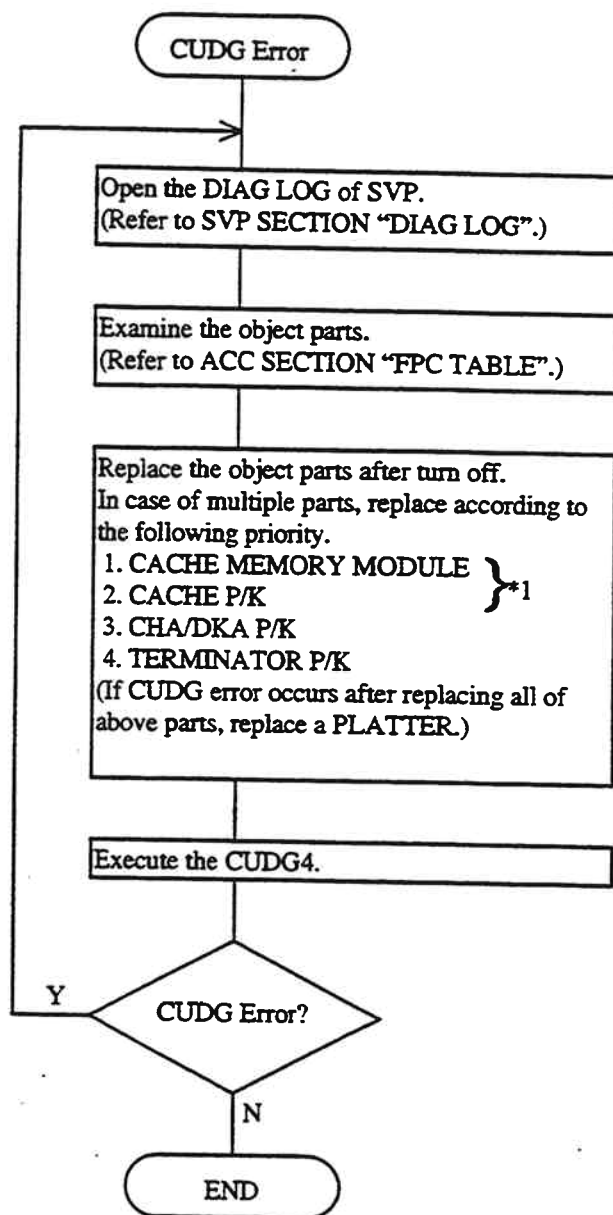 CUDG Error
Open the DIAG LOG of SVP.
(Refer to SVP SECTION “DIAG LOG”.)
Examine the object parts.
(Refer to ACC SECTION “FPC TABLE”.)
Replace the object parts after turn off.
In case of multiple parts, replace according to
the following priority.
1. CACHE MEMORY MODULE
2. CACHE P/K
*1
3. CHA/DKA P/K
4. TERMINATOR P/K
(If CUDG error occurs after replacing all of
above parts, replace a PLATTER.)
Execute the CUDG4.
Y
CUDG Error?
N
END